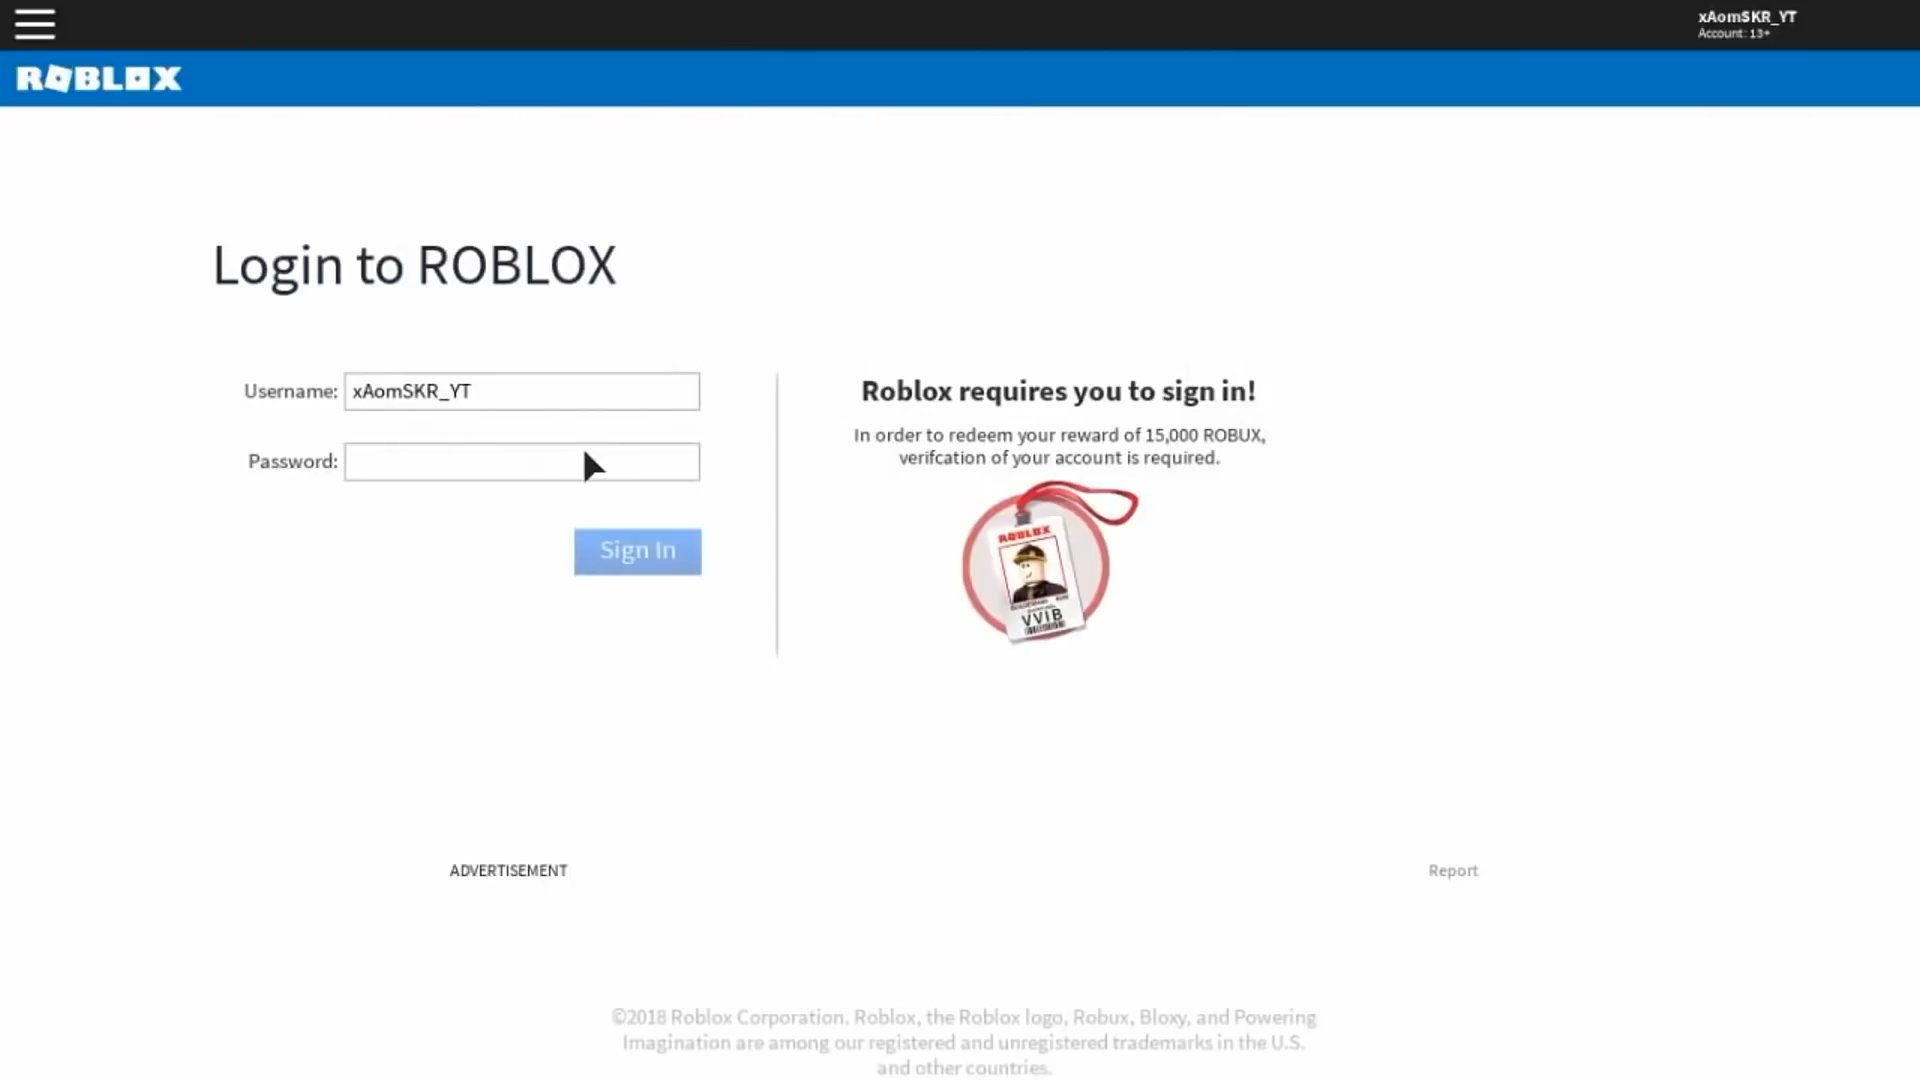 xAomSKR_YT
Account: 13+
ROBLOX
Login to ROBLOX
Username: xAomSKR_YT
Password:
Sign In
Roblox requires you to sign in!
In order to redeem your reward of 15,000 ROBUX,
verifcation of your account is required.
ROBLOX
VVIB
ADVERTISEMENT
Report
©2018 Roblox Corporation. Roblox, the Roblox logo, Robux, Bloxy, and Powering
Imagination are among our registered and unregistered trademarks in the U.S.
and other countries.